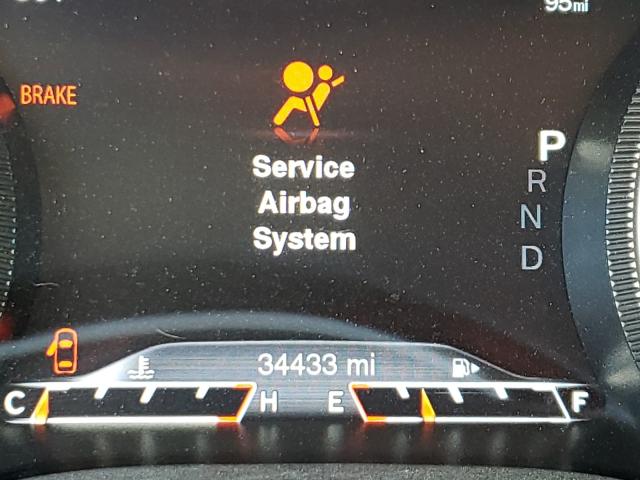 95mi
BRAKE
Service
Airbag
System
P
R
N
D
34433 mi
C H E F